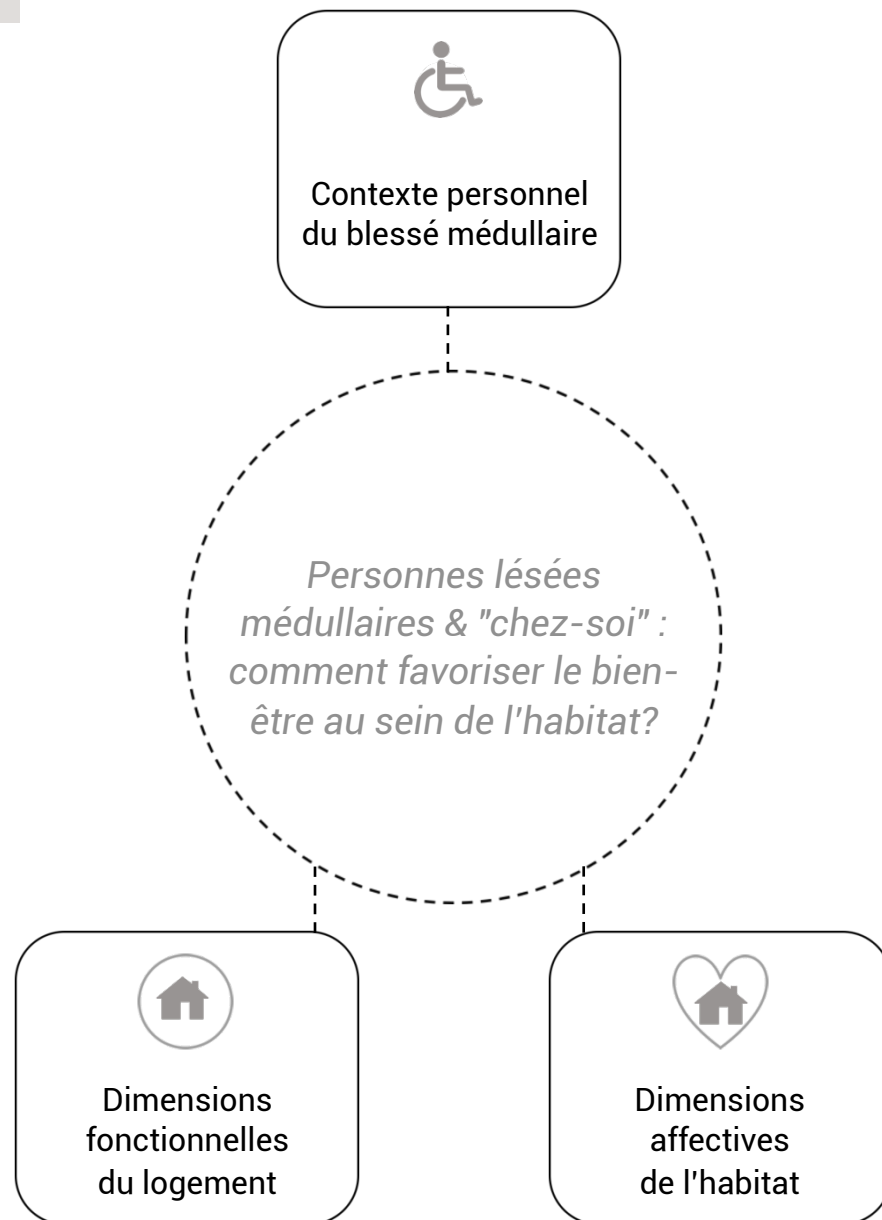 Contexte personnel
du blessé médullaire
Personnes lésées
médullaires & "chez-soi" :
comment favoriser le bien-
être au sein de l'habitat?
Dimensions
fonctionnelles
du logement
Dimensions
affectives
de l'habitat